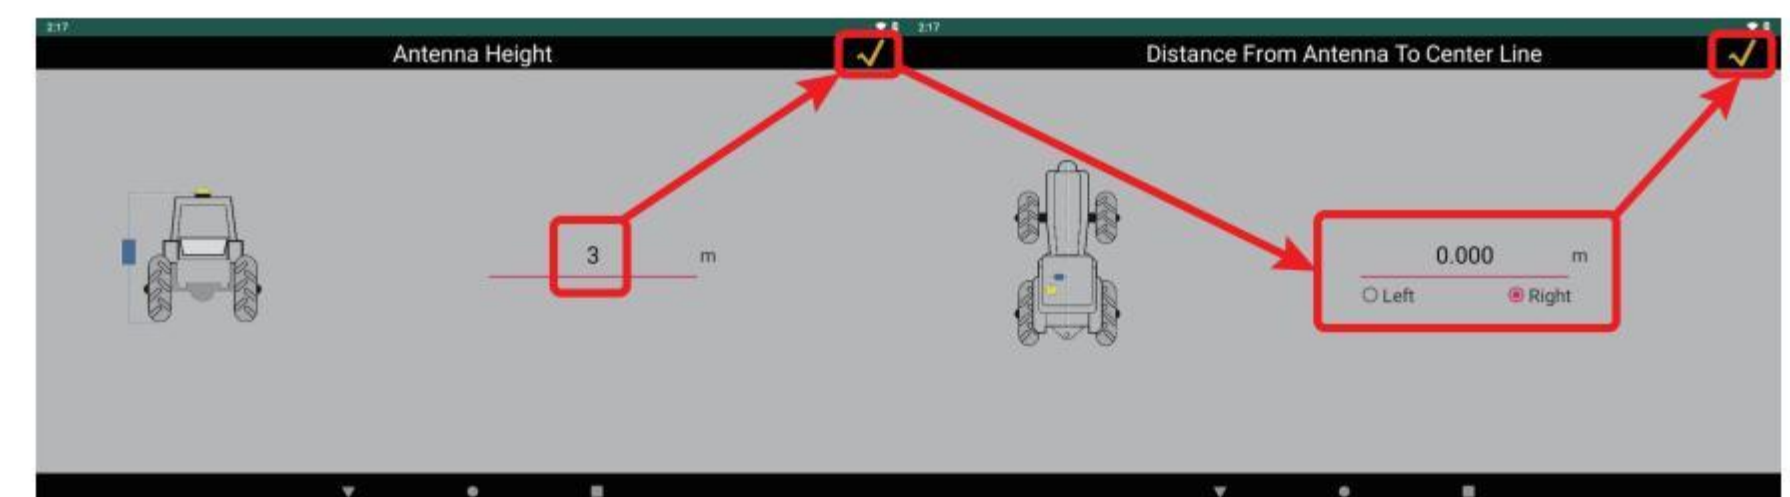 2:17
Antenna Height
3 m
2:17
Distance From Antenna To Center Line
0.000 m
Left Right